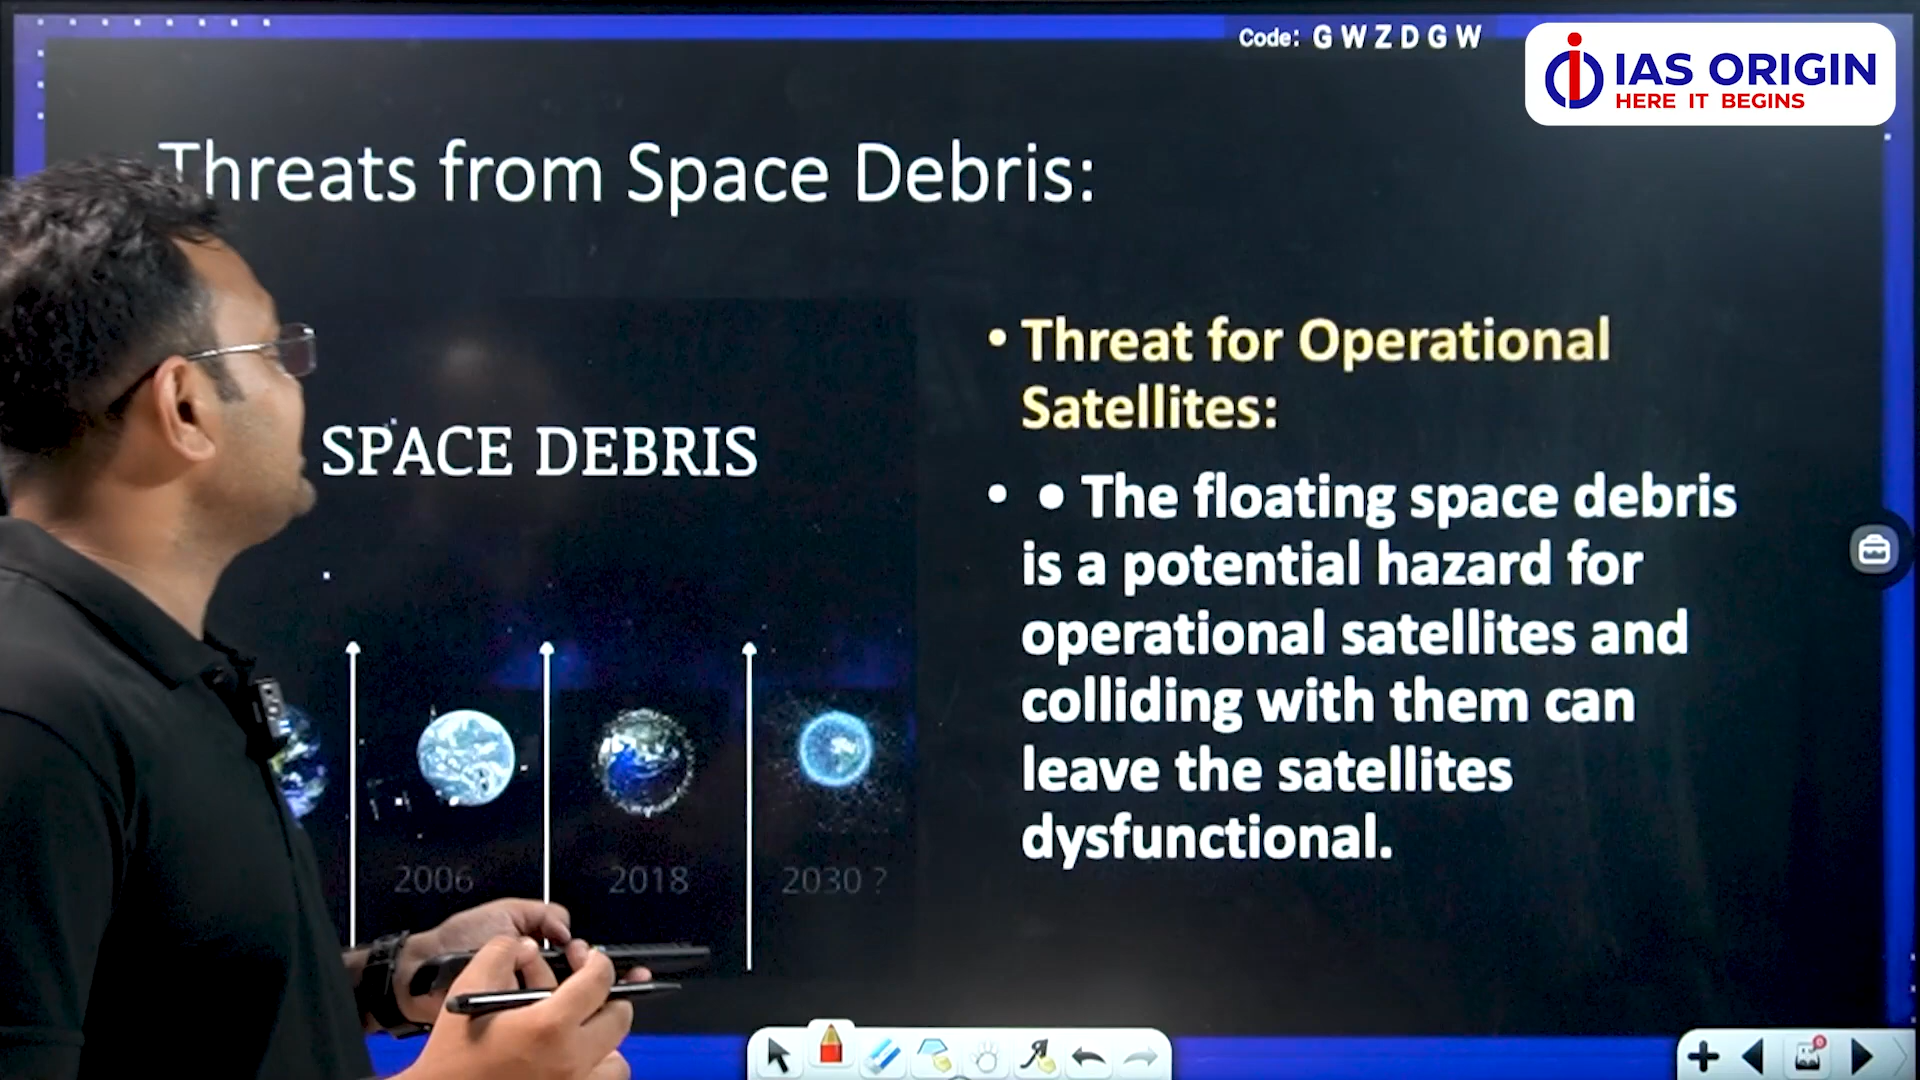 Code: GWZDGW
IAS ORIGIN
HERE IT BEGINS
Threats from Space Debris:
SPACE DEBRIS
2006
2018
2030 ?
• Threat for Operational
Satellites:
• • The floating space debris
is a potential hazard for
operational satellites and
colliding with them can
leave the satellites
dysfunctional.